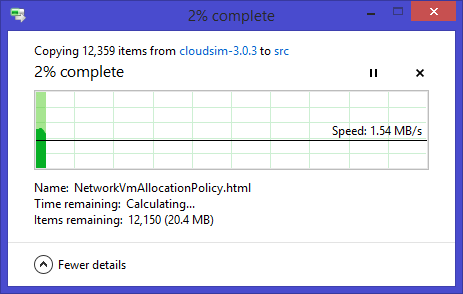 2% complete
Copying 12,359 items from cloudsim-3.0.3 to src
2% complete
Speed: 1.54 MB/s
Name: NetworkVmAllocationPolicy.html
Time remaining: Calculating...
Items remaining: 12,150 (20.4 MB)
Fewer details